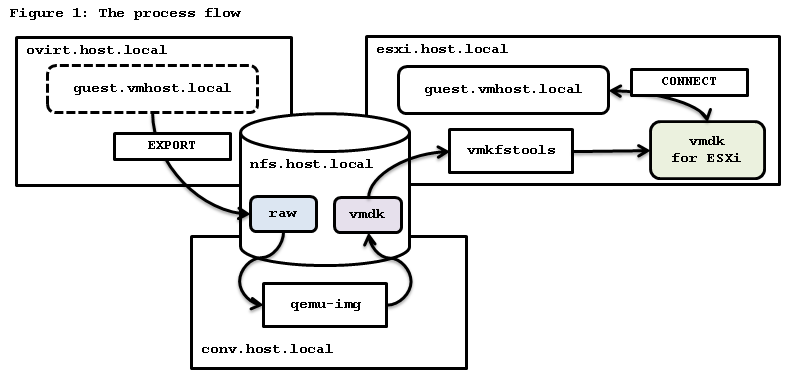 Figure 1: The process flow
ovirt.host.local
guest.vmhost.local
EXPORT
esxi.host.local
guest.vmhost.local
CONNECT
vmkfstools
vmdk
for ESXi
nfs.host.local
raw
vmdk
qemu-img
conv.host.local